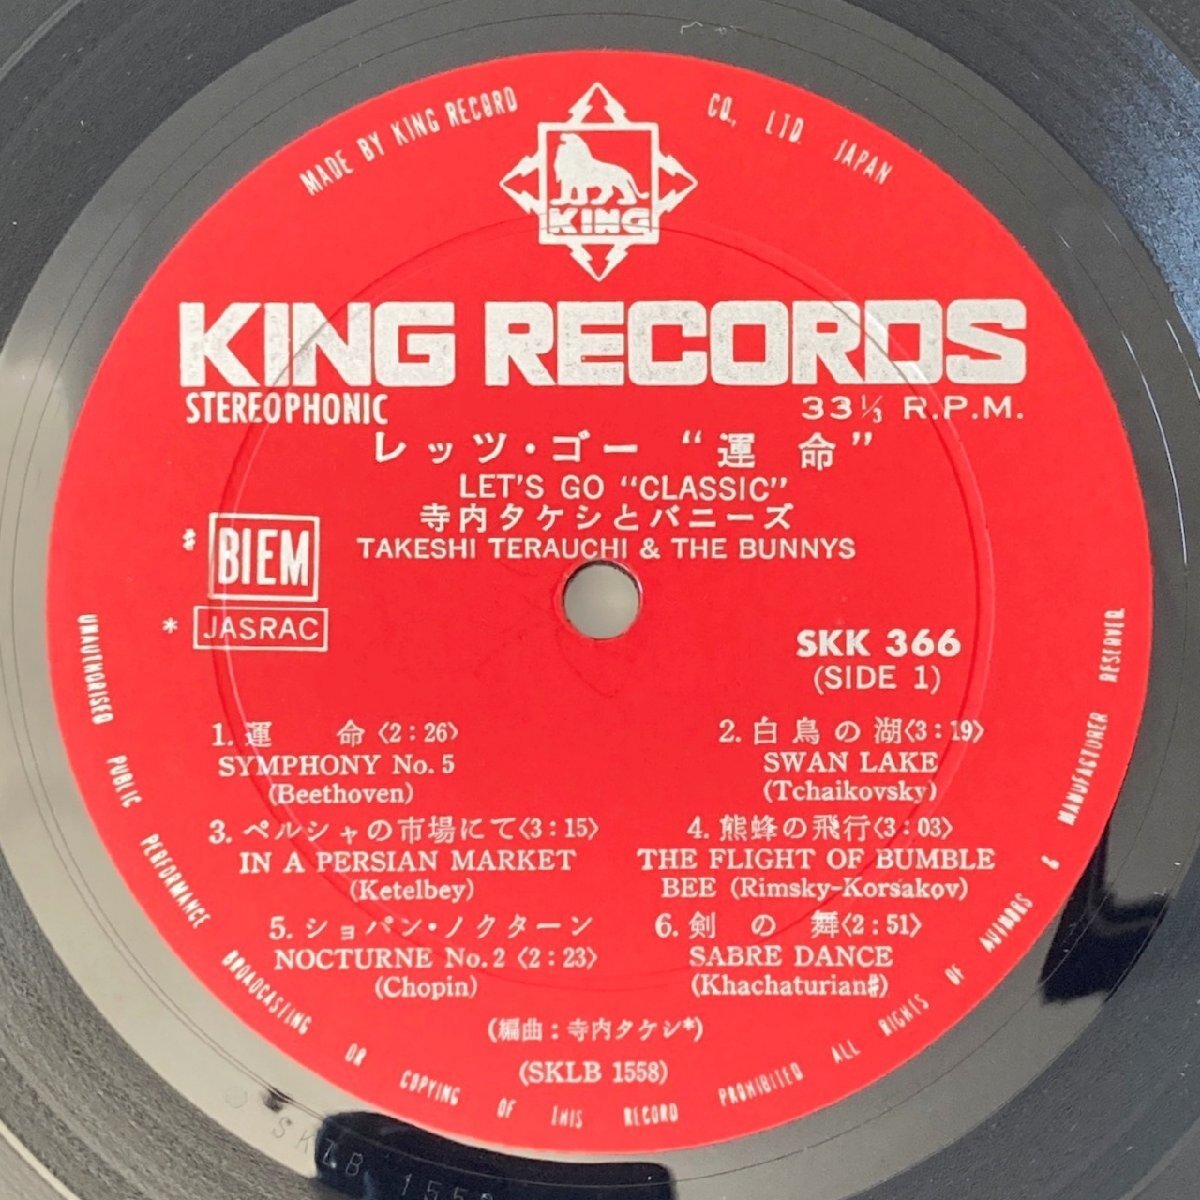 MADE BY KING RECORD CO., LTD. JAPAN
KING
KING RECORDS
STEREOPHONIC
33 1/3 R.P.M.
レッツ・ゴー “運 命”
LET'S GO "CLASSIC"
寺内タケシとバニーズ
TAKESHI TERAUCHI & THE BUNNYS
# BIEM
* JASRAC
SKK 366
(SIDE 1)
1. 運 命〈2:26〉
SYMPHONY No. 5
(Beethoven)
2. 白鳥の湖〈3:19〉
SWAN LAKE
(Tchaikovsky)
3. ペルシャの市場にて〈3:15〉
IN A PERSIAN MARKET
(Ketelbey)
4. 熊蜂の飛行〈3:03〉
THE FLIGHT OF BUMBLE
BEE (Rimsky-Korsakov)
5. ショパン・ノクターン
NOCTURNE No. 2〈2:23〉
(Chopin)
6. 剣の舞〈2:51〉
SABRE DANCE
(Khachaturian#)
(編曲:寺内タケシ*)
(SKLB 1558)
UNAUTHORISED PUBLIC PERFORMANCE BROADCASTING OR COPYING OF THIS RECORD PROHIBITED ALL RIGHTS OF AUTHORS & MANUFACTURER RESERVED